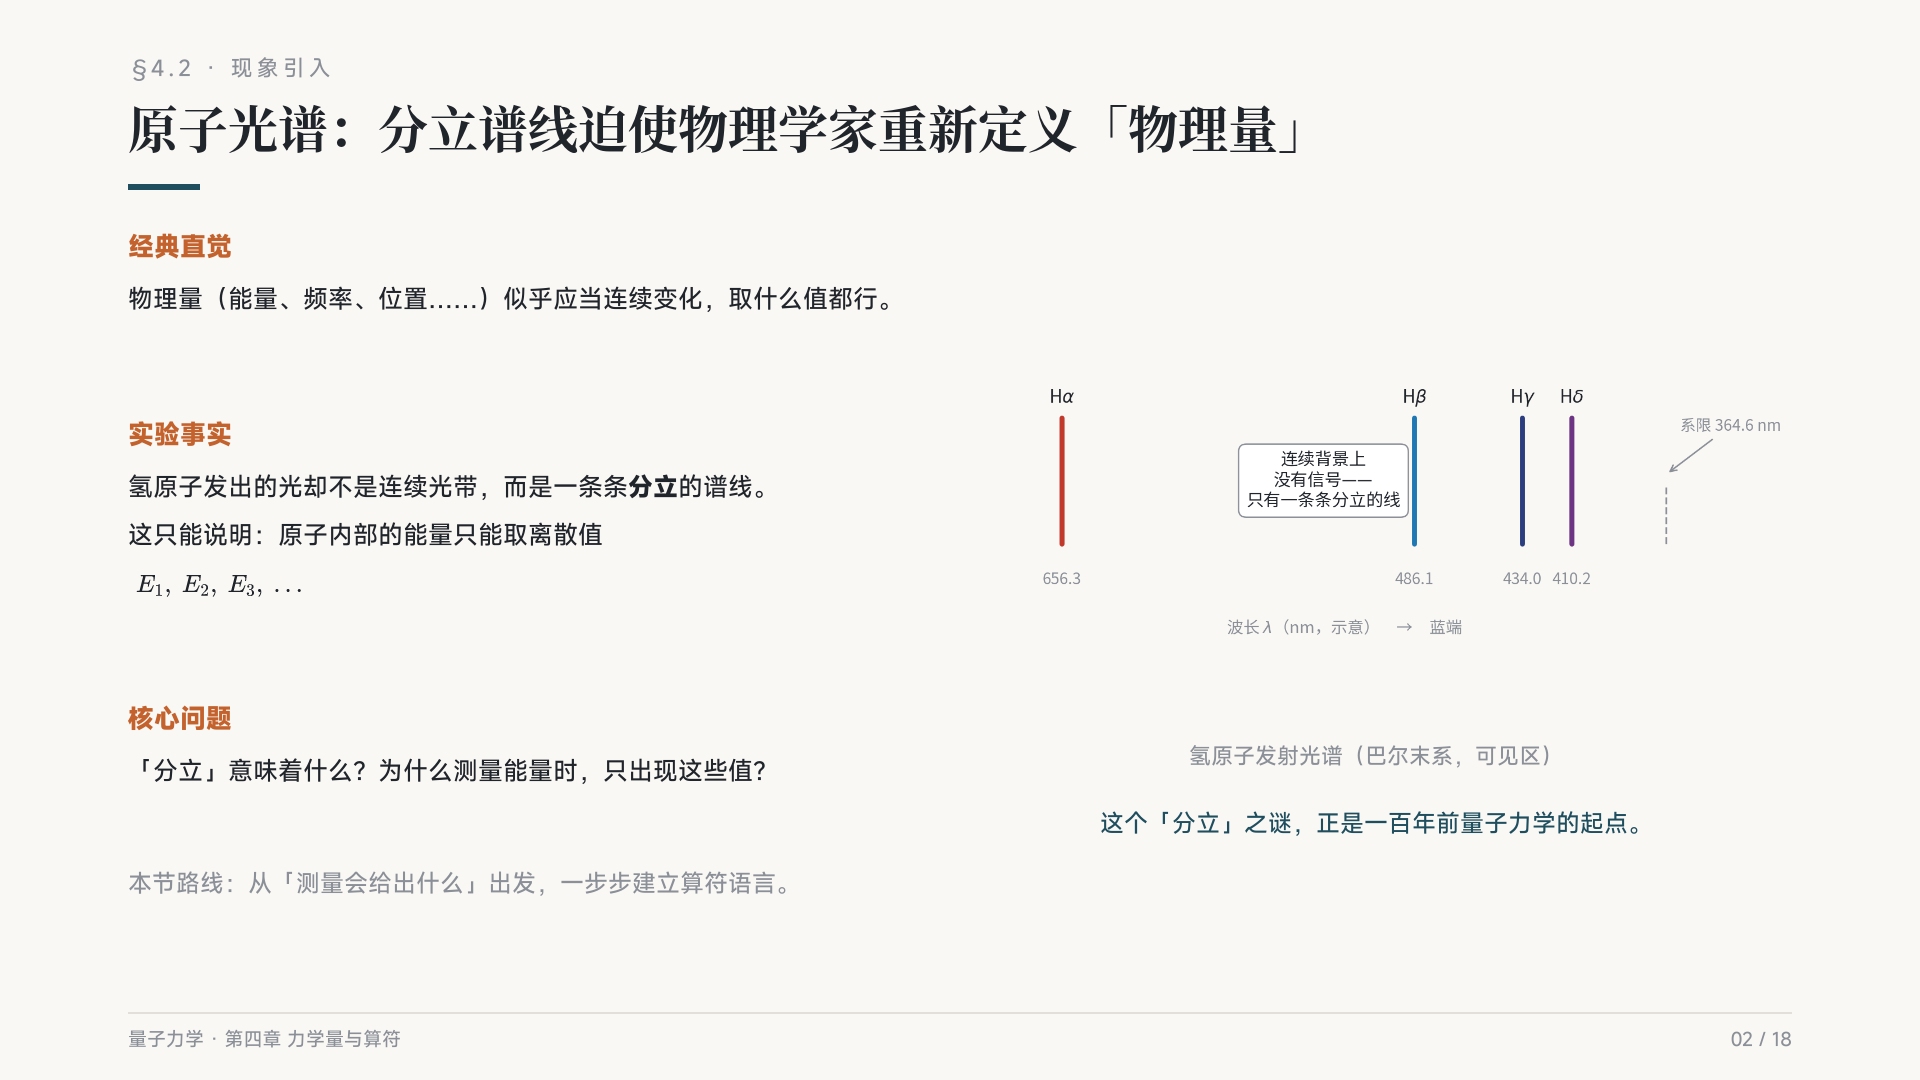 §4.2 · 现象引入
原子光谱：分立谱线迫使物理学家重新定义「物理量」
经典直觉
物理量（能量、频率、位置……）似乎应当连续变化，取什么值都行。
实验事实
氢原子发出的光却不是连续光带，而是一条条分立的谱线。
这只能说明：原子内部的能量只能取离散值
E₁, E₂, E₃, …
核心问题
「分立」意味着什么？为什么测量能量时，只出现这些值？
本节路线：从「测量会给出什么」出发，一步步建立算符语言。
Hα Hβ Hγ Hδ
系限 364.6 nm
连续背景上
没有信号——
只有一条条分立的线
656.3 486.1 434.0 410.2
波长 λ（nm，示意） → 蓝端
氢原子发射光谱（巴尔末系，可见区）
这个「分立」之谜，正是一百年前量子力学的起点。
量子力学 · 第四章 力学量与算符
02 / 18